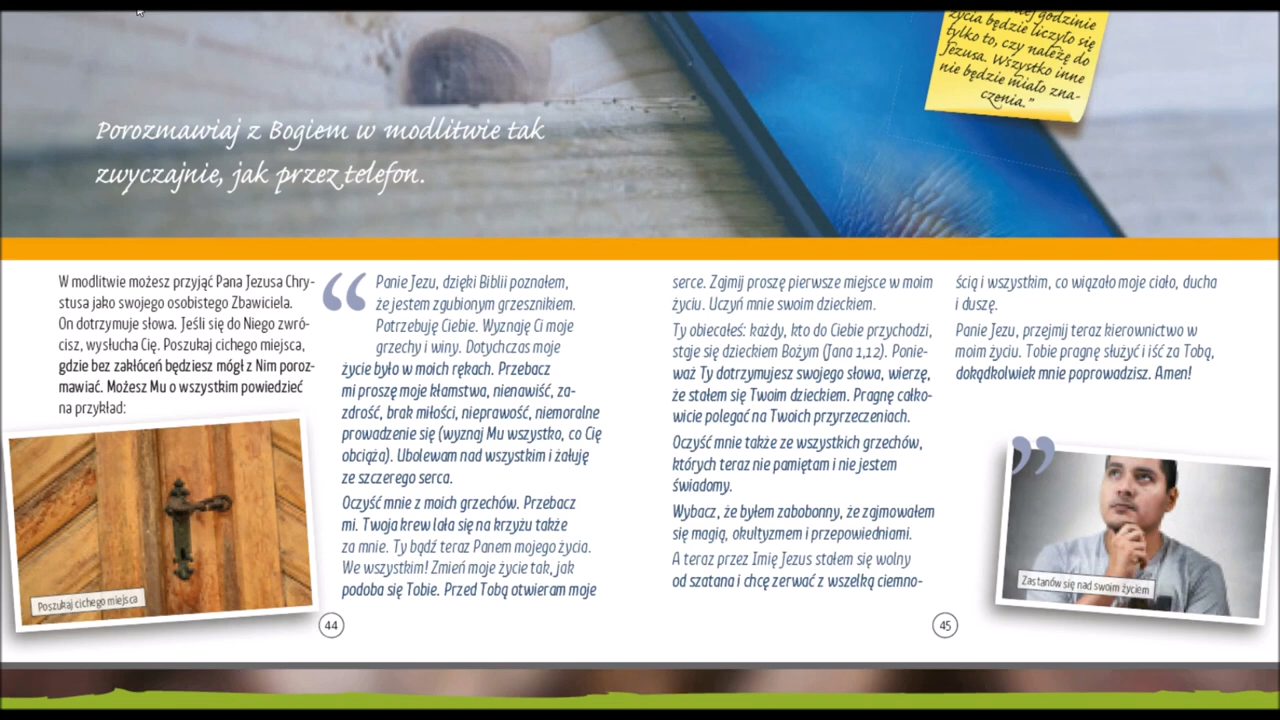 życia będzie liczyło się
tylko to, czy należę do
Jezusa. Wszystko inne
nie będzie miało zna-
czenia."
Porozmawiaj z Bogiem w modlitwie tak
zwyczajnie, jak przez telefon.
W modlitwie możesz przyjąć Pana Jezusa Chry-
stusa jako swojego osobistego Zbawiciela.
On dotrzymuje słowa. Jeśli się do Niego zwró-
cisz, wysłucha Cię. Poszukaj cichego miejsca,
gdzie bez zakłóceń będziesz mógł z Nim poroz-
mawiać. Możesz Mu o wszystkim powiedzieć
na przykład:
Poszukaj cichego miejsca
“ Panie Jezu, dzięki Biblii poznałem,
że jestem zgubionym grzesznikiem.
Potrzebuję Ciebie. Wyznaję Ci moje
grzechy i winy. Dotychczas moje
życie było w moich rękach. Przebacz
mi proszę moje kłamstwa, nienawiść, za-
zdrość, brak miłości, nieprawość, niemoralne
prowadzenie się (wyznaj Mu wszystko, co Cię
obciąża). Ubolewam nad wszystkim i żałuję
ze szczerego serca.
Oczyść mnie z moich grzechów. Przebacz
mi. Twoja krew lała się na krzyżu także
za mnie. Ty bądź teraz Panem mojego życia.
We wszystkim! Zmień moje życie tak, jak
podoba się Tobie. Przed Tobą otwieram moje
44
serce. Zajmij proszę pierwsze miejsce w moim
życiu. Uczyń mnie swoim dzieckiem.
Ty obiecałeś: każdy, kto do Ciebie przychodzi,
staje się dzieckiem Bożym (Jana 1,12). Ponie-
waż Ty dotrzymujesz swojego słowa, wierzę,
że stałem się Twoim dzieckiem. Pragnę całko-
wicie polegać na Twoich przyrzeczeniach.
Oczyść mnie także ze wszystkich grzechów,
których teraz nie pamiętam i nie jestem
świadomy.
Wybacz, że byłem zabobonny, że zajmowałem
się magią, okultyzmem i przepowiedniami.
A teraz przez Imię Jezus stałem się wolny
od szatana i chcę zerwać z wszelką ciemno-
45
ścią i wszystkim, co wiązało moje ciało, ducha
i duszę.
Panie Jezu, przejmij teraz kierownictwo w
moim życiu. Tobie pragnę służyć i iść za Tobą,
dokądkolwiek mnie poprowadzisz. Amen!
”
Zastanów się nad swoim życiem